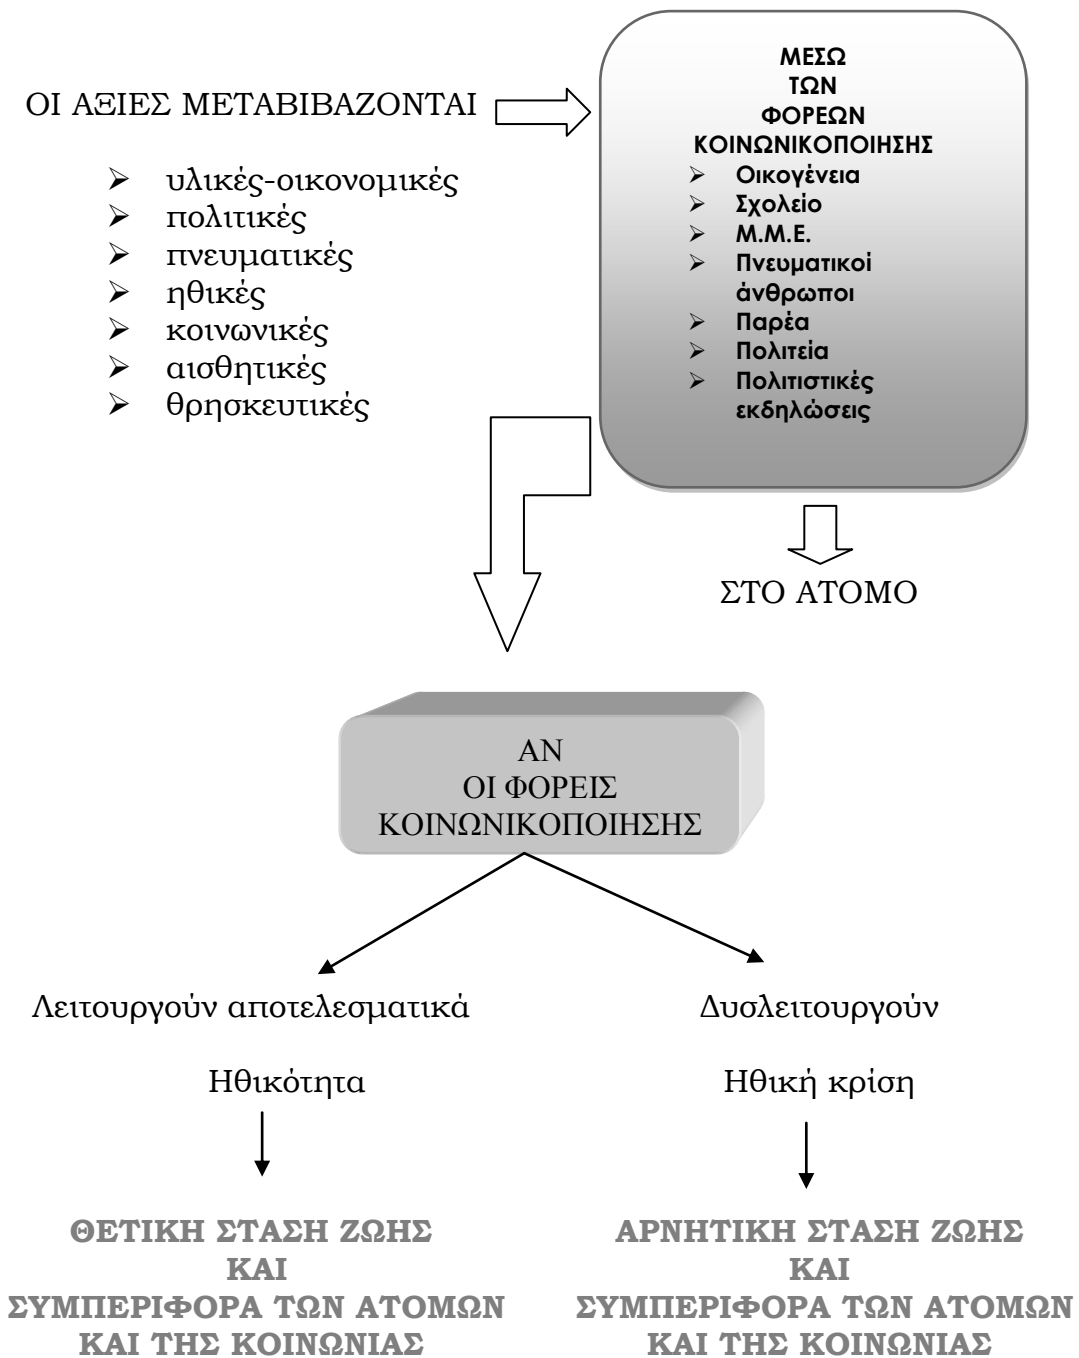 ΟΙ ΑΞΙΕΣ ΜΕΤΑΒΙΒΑΖΟΝΤΑΙ
➢ υλικές-οικονομικές
➢ πολιτικές
➢ πνευματικές
➢ ηθικές
➢ κοινωνικές
➢ αισθητικές
➢ θρησκευτικές
ΜΕΣΩ
ΤΩΝ
ΦΟΡΕΩΝ
ΚΟΙΝΩΝΙΚΟΠΟΙΗΣΗΣ
➢ Οικογένεια
➢ Σχολείο
➢ Μ.Μ.Ε.
➢ Πνευματικοί
άνθρωποι
➢ Παρέα
➢ Πολιτεία
➢ Πολιτιστικές
εκδηλώσεις
ΣΤΟ ΑΤΟΜΟ
ΑΝ
ΟΙ ΦΟΡΕΙΣ
ΚΟΙΝΩΝΙΚΟΠΟΙΗΣΗΣ
Λειτουργούν αποτελεσματικά
Ηθικότητα
ΘΕΤΙΚΗ ΣΤΑΣΗ ΖΩΗΣ
ΚΑΙ
ΣΥΜΠΕΡΙΦΟΡΑ ΤΩΝ ΑΤΟΜΩΝ
ΚΑΙ ΤΗΣ ΚΟΙΝΩΝΙΑΣ
Δυσλειτουργούν
Ηθική κρίση
ΑΡΝΗΤΙΚΗ ΣΤΑΣΗ ΖΩΗΣ
ΚΑΙ
ΣΥΜΠΕΡΙΦΟΡΑ ΤΩΝ ΑΤΟΜΩΝ
ΚΑΙ ΤΗΣ ΚΟΙΝΩΝΙΑΣ